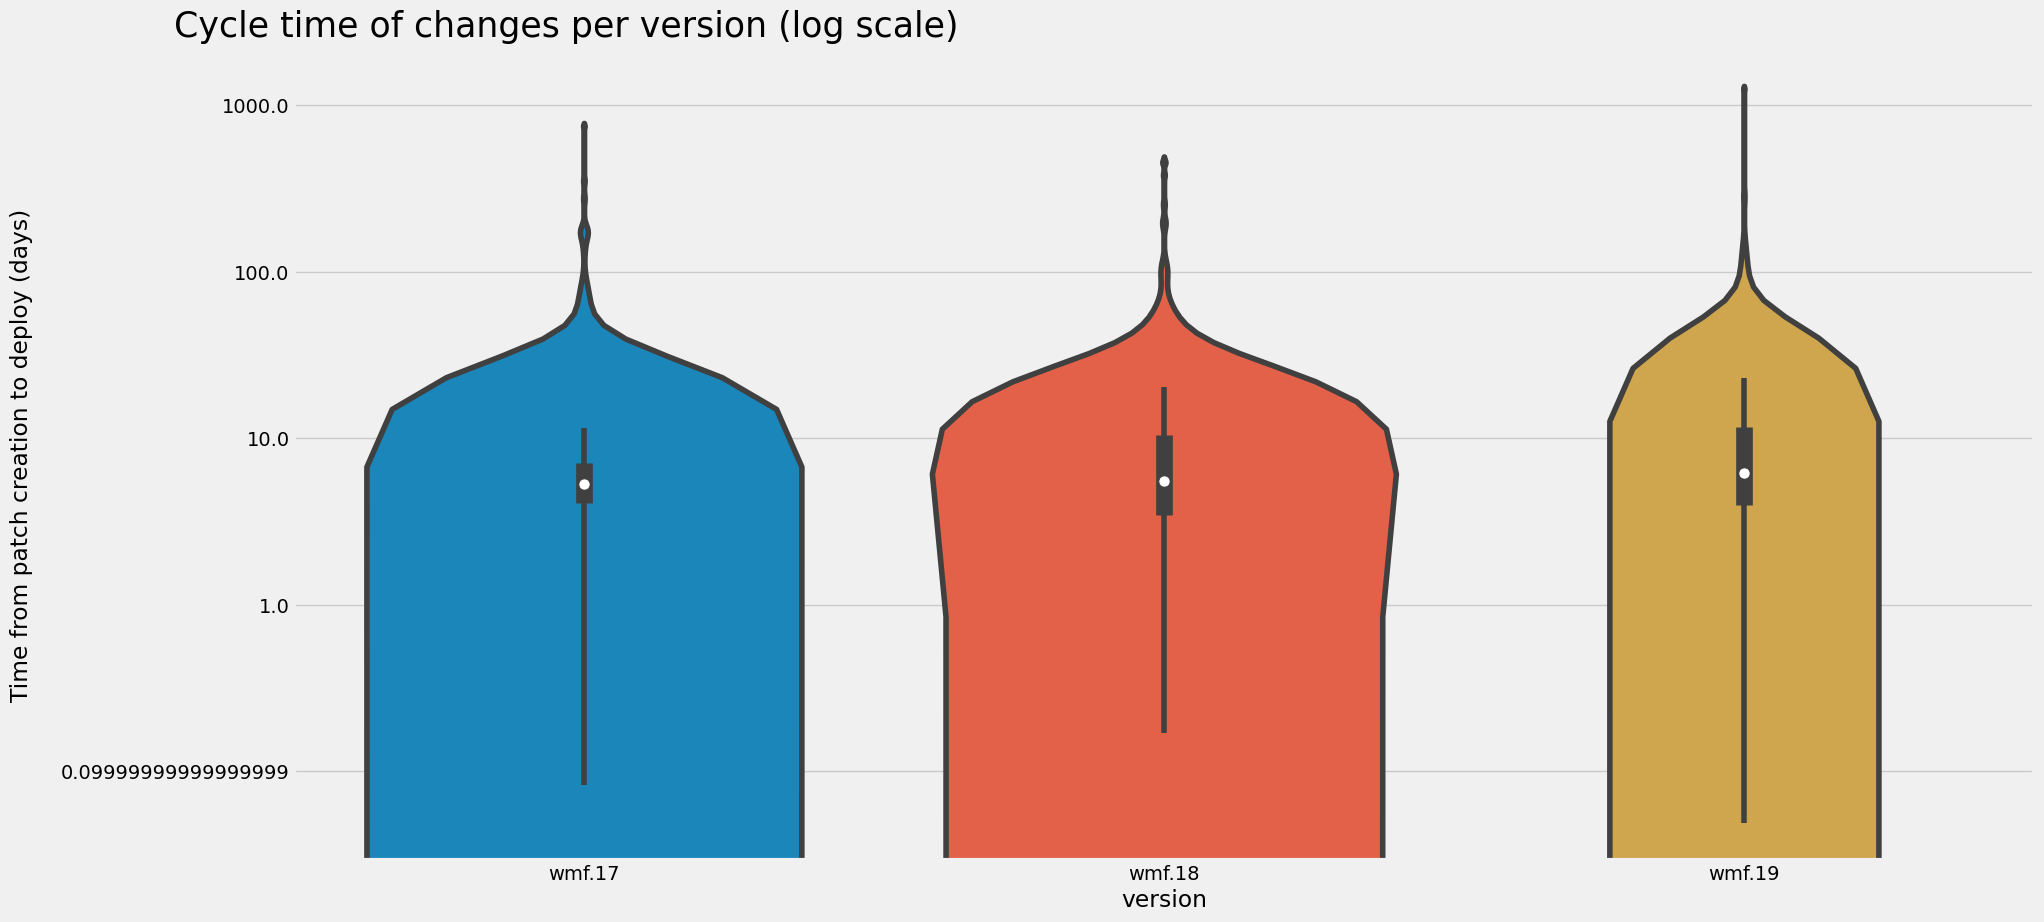 Cycle time of changes per version (log scale)
Time from patch creation to deploy (days)
1000.0
100.0
10.0
1.0
0.09999999999999999
wmf.17
wmf.18
wmf.19
version